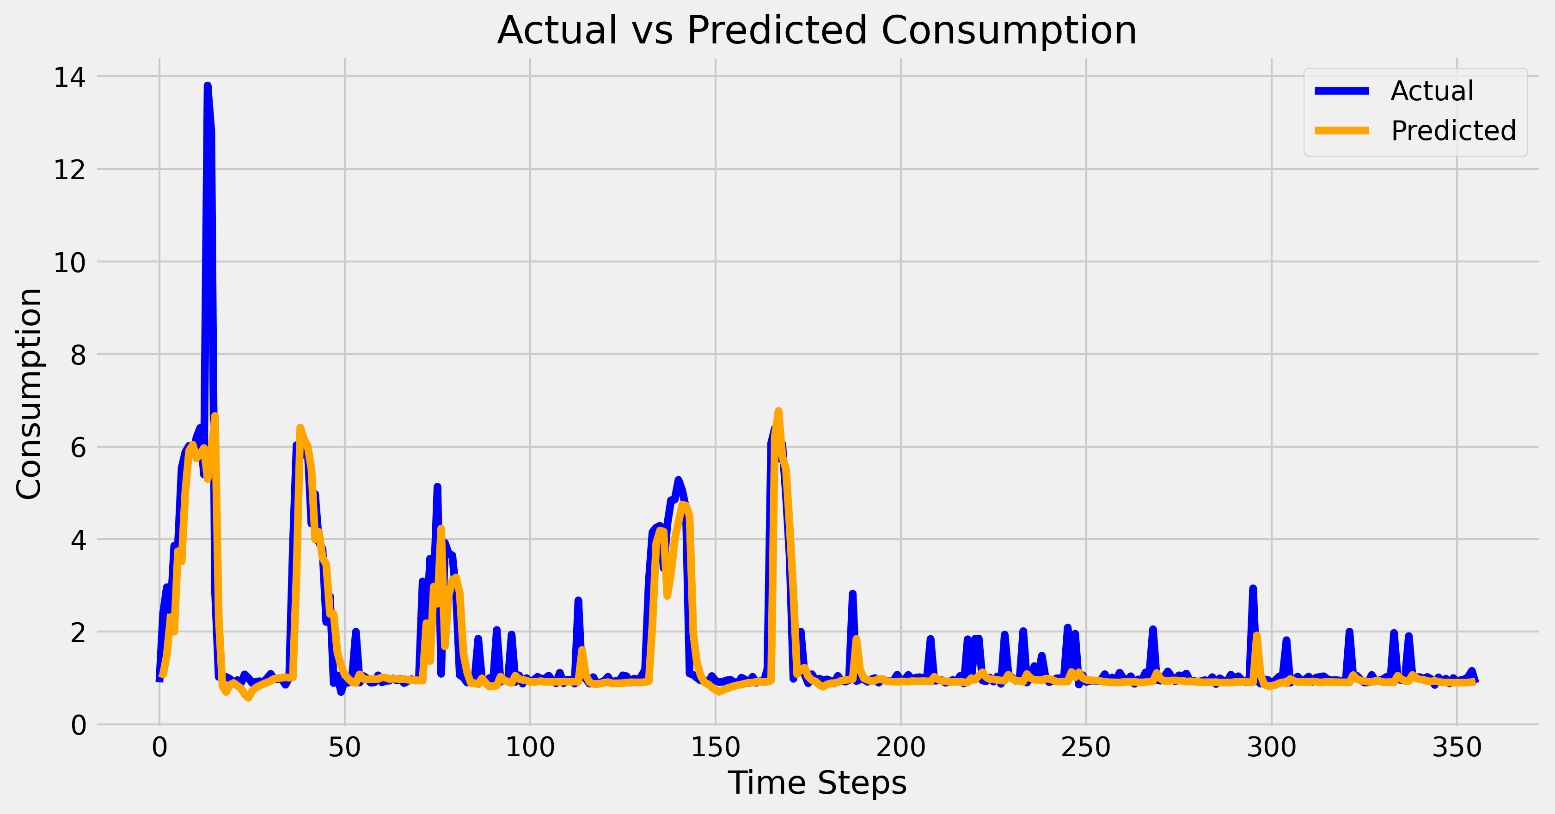 Actual vs Predicted Consumption
Actual
Predicted
Consumption
14
12
10
8
6
4
2
0
0 50 100 150 200 250 300 350
Time Steps